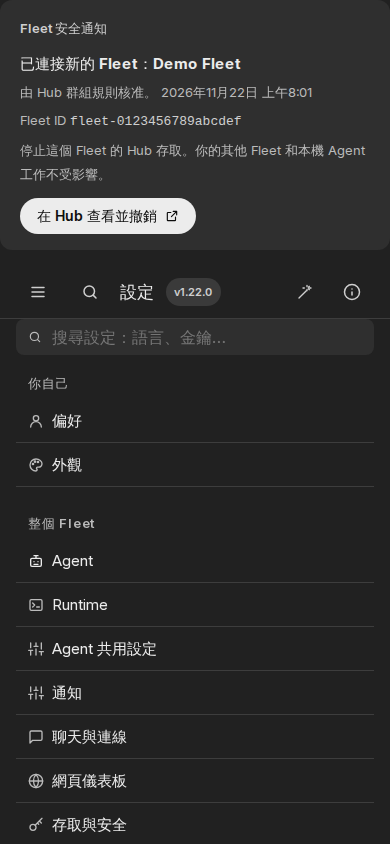 Fleet 安全通知
已連接新的 Fleet：Demo Fleet
由 Hub 群組規則核准。 2026年11月22日 上午8:01
Fleet ID fleet-0123456789abcdef
停止這個 Fleet 的 Hub 存取。你的其他 Fleet 和本機 Agent
工作不受影響。
在 Hub 查看並撤銷
設定 v1.22.0
搜尋設定：語言、金鑰...
你自己
偏好
外觀
整個 Fleet
Agent
Runtime
Agent 共用設定
通知
聊天與連線
網頁儀表板
存取與安全